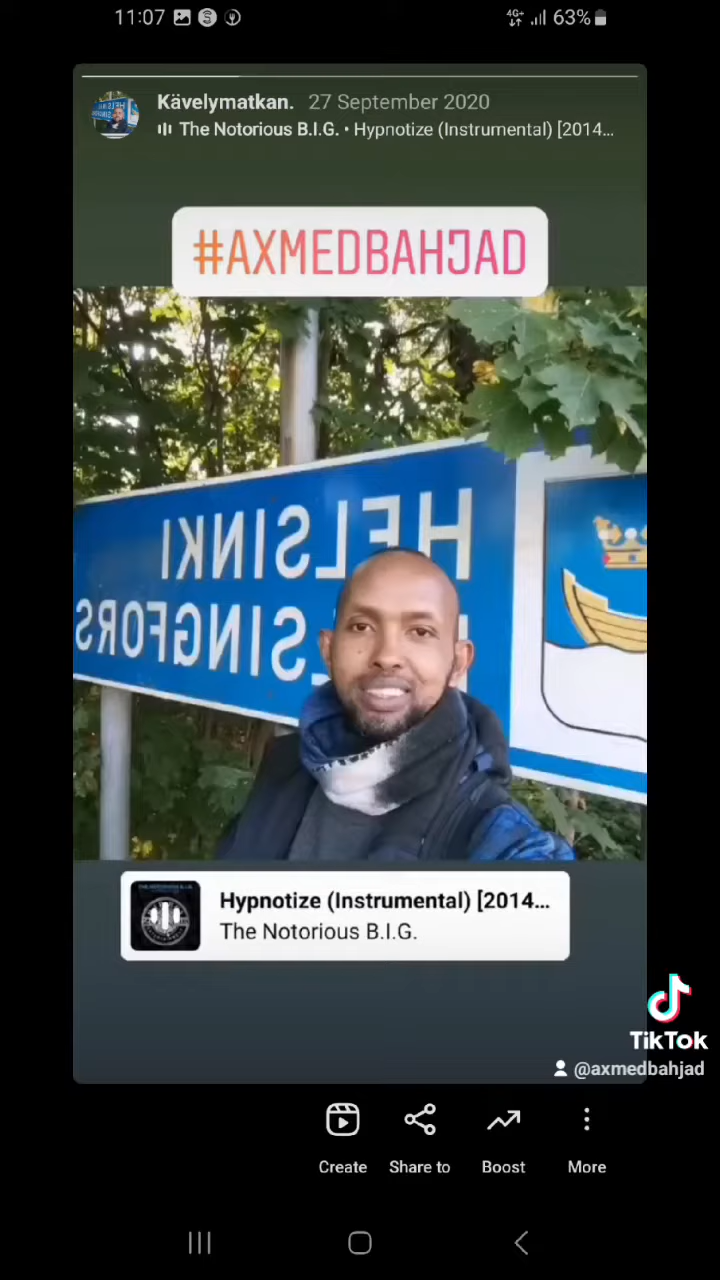 11:07
4G+ 63%
Kävelymatkan. 27 September 2020
The Notorious B.I.G. • Hypnotize (Instrumental) [2014...
#AXMEDBAHJAD
HELSINKI
SINGFORS
Hypnotize (Instrumental) [2014...
The Notorious B.I.G.
TikTok
@axmedbahjad
Create Share to Boost More